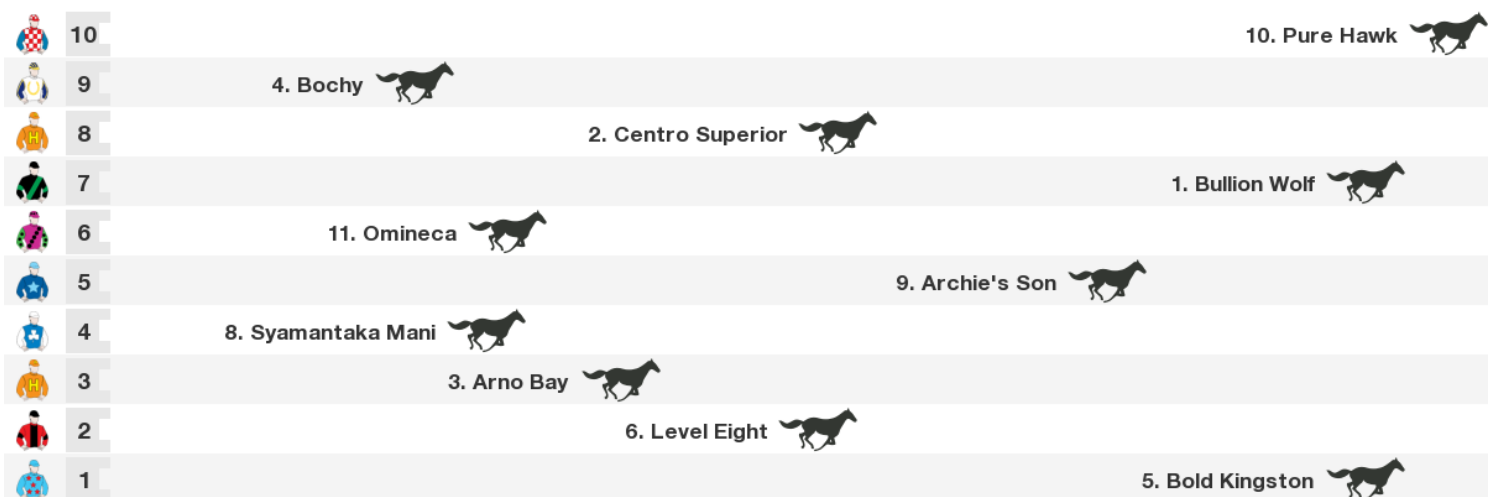 10 10. Pure Hawk
9 4. Bochy
H 8 2. Centro Superior
7 1. Bullion Wolf
6 11. Omineca
5 9. Archie's Son
4 8. Syamantaka Mani
H 3 3. Arno Bay
2 6. Level Eight
1 5. Bold Kingston